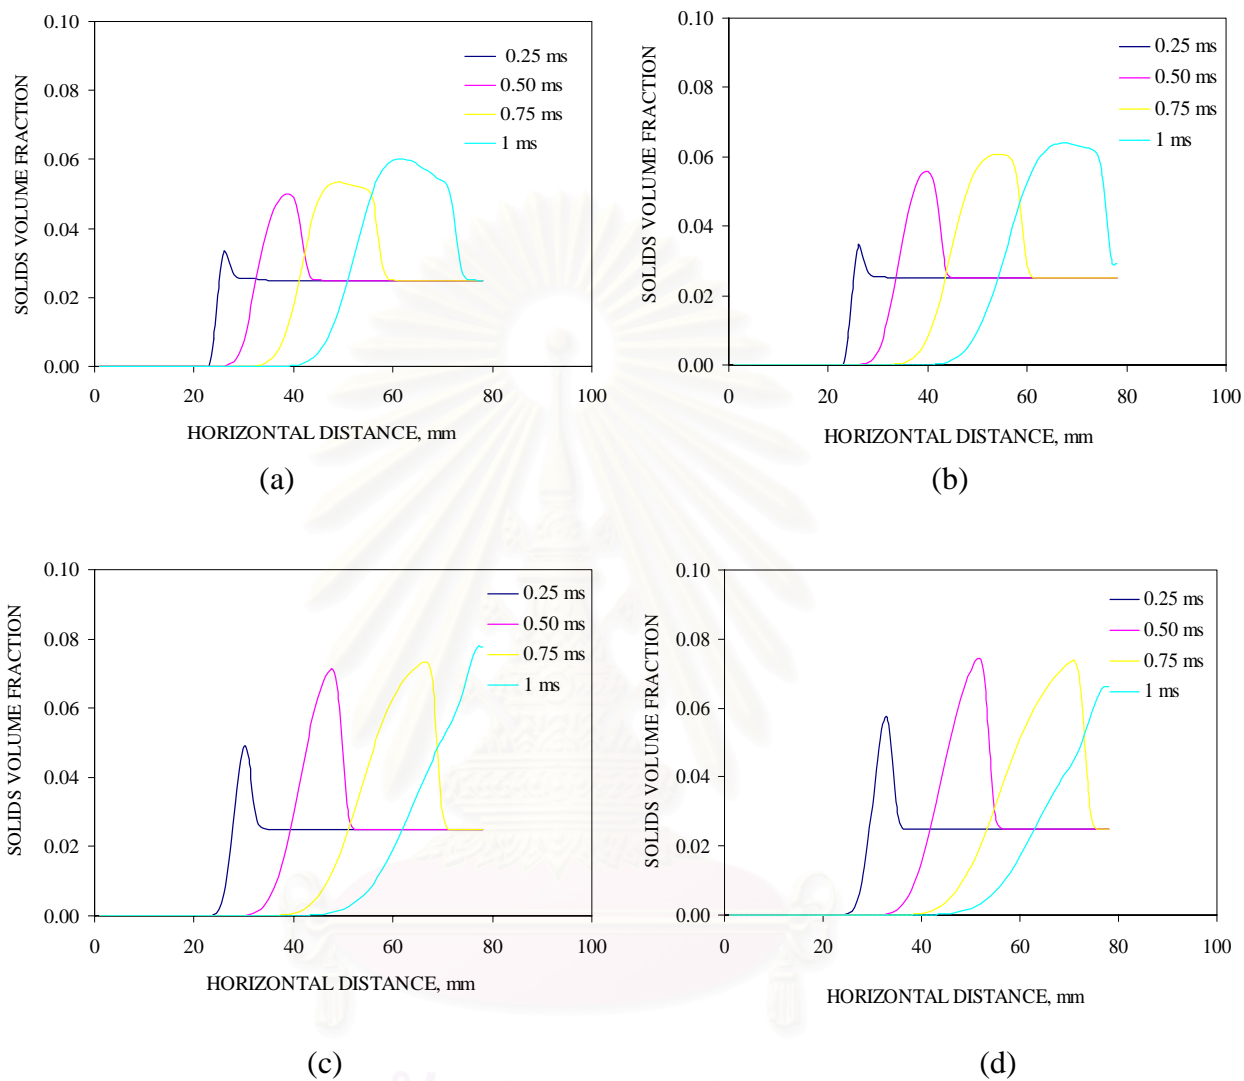 0.10
0.08
0.06
0.04
0.02
0.00
0 20 40 60 80 100
SOLIDS VOLUME FRACTION
HORIZONTAL DISTANCE, mm
0.25 ms
0.50 ms
0.75 ms
1 ms
(a)
0.10
0.08
0.06
0.04
0.02
0.00
0 20 40 60 80 100
SOLIDS VOLUME FRACTION
HORIZONTAL DISTANCE, mm
0.25 ms
0.50 ms
0.75 ms
1 ms
(b)
0.10
0.08
0.06
0.04
0.02
0.00
0 20 40 60 80 100
SOLIDS VOLUME FRACTION
HORIZONTAL DISTANCE, mm
0.25 ms
0.50 ms
0.75 ms
1 ms
(c)
0.10
0.08
0.06
0.04
0.02
0.00
0 20 40 60 80 100
SOLIDS VOLUME FRACTION
HORIZONTAL DISTANCE, mm
0.25 ms
0.50 ms
0.75 ms
1 ms
(d)